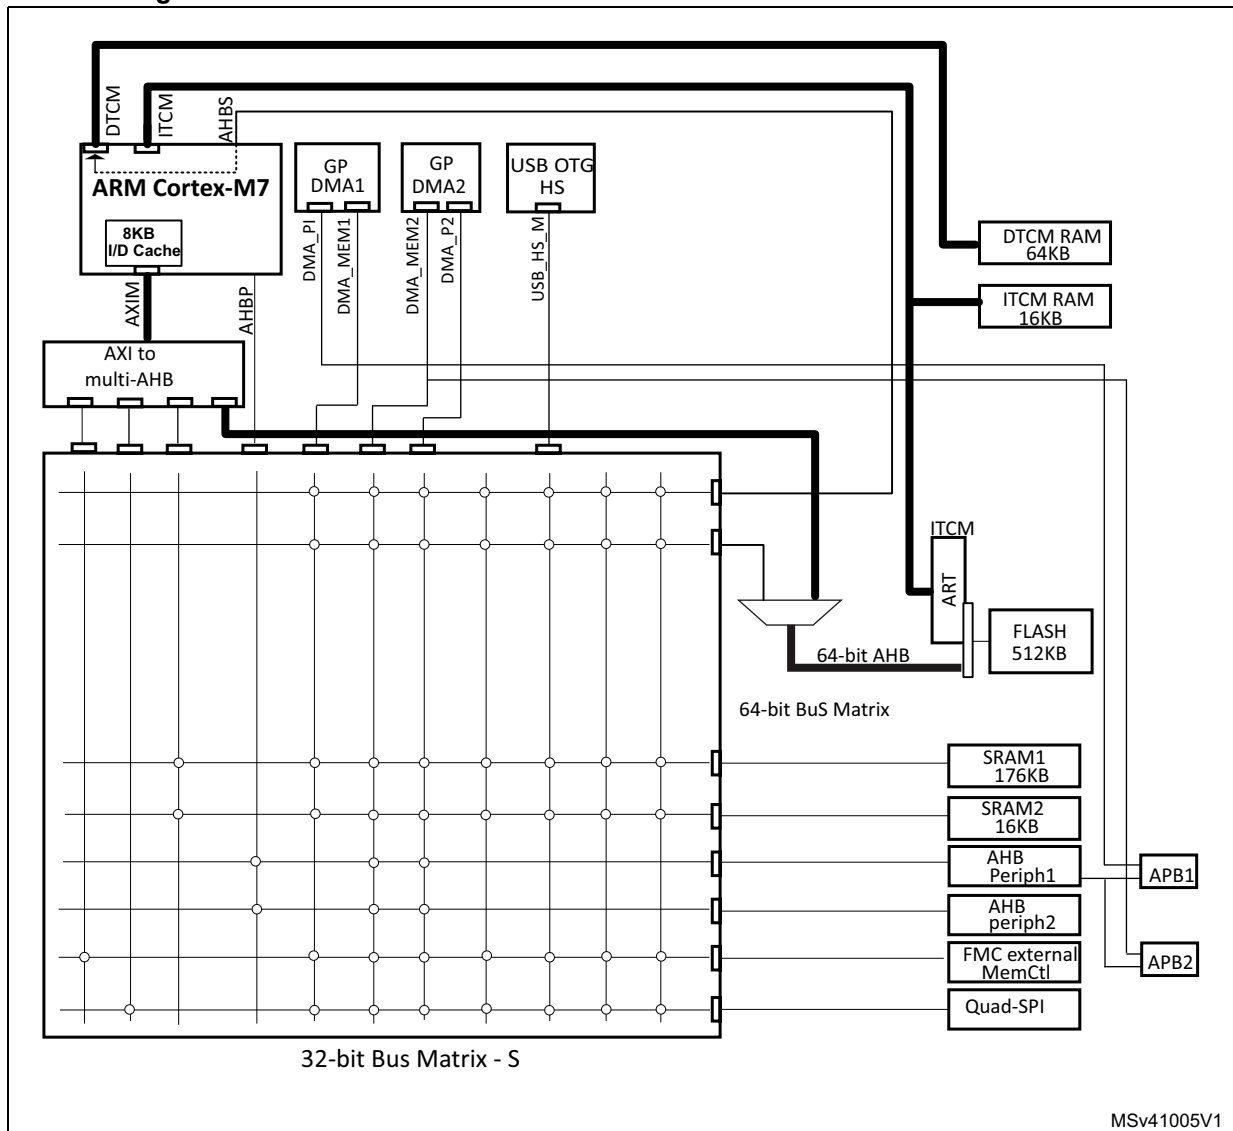 DTCM
ITCM
AHBS
ARM Cortex-M7
8KB
I/D Cache
AXIM
AHBP
GP
DMA1
GP
DMA2
USB OTG
HS
DMA_PI
DMA_MEM1
DMA_MEM2
DMA_P2
USB_HS_M
DTCM RAM
64KB
ITCM RAM
16KB
AXI to
multi-AHB
ITCM
ART
FLASH
512KB
64-bit AHB
64-bit BuS Matrix
SRAM1
176KB
SRAM2
16KB
AHB
Periph1
APB1
AHB
periph2
FMC external
MemCtl
APB2
Quad-SPI
32-bit Bus Matrix - S
MSv41005V1